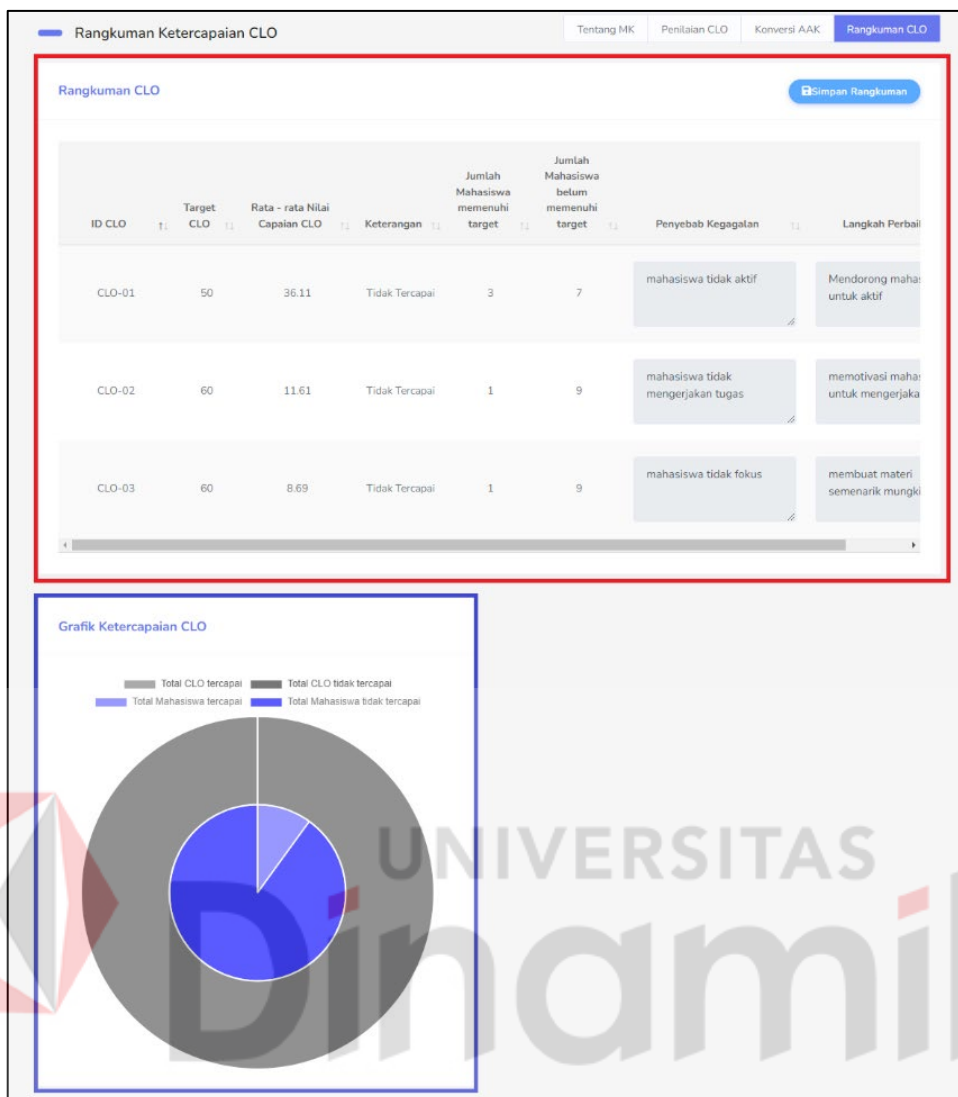 Rangkuman Ketercapaian CLO
Tentang MK Penilaian CLO Konversi AAK Rangkuman CLO
Rangkuman CLO
Simpan Rangkuman
ID CLO
Target
CLO
Rata - rata Nilai
Capaian CLO
Keterangan
Jumlah
Mahasiswa
memenuhi
target
Jumlah
Mahasiswa
belum
memenuhi
target
Penyebab Kegagalan
Langkah Perbail
CLO-01 50 36.11 Tidak Tercapai 3 7
mahasiswa tidak aktif
Mendorong mahas
untuk aktif
CLO-02 60 11.61 Tidak Tercapai 1 9
mahasiswa tidak
mengerjakan tugas
memotivasi mahas
untuk mengerjaka
CLO-03 60 8.69 Tidak Tercapai 1 9
mahasiswa tidak fokus
membuat materi
semenarik mungki
Grafik Ketercapaian CLO
Total CLO tercapai Total CLO tidak tercapai
Total Mahasiswa tercapai Total Mahasiswa tidak tercapai
UNIVERSITAS
Dinami